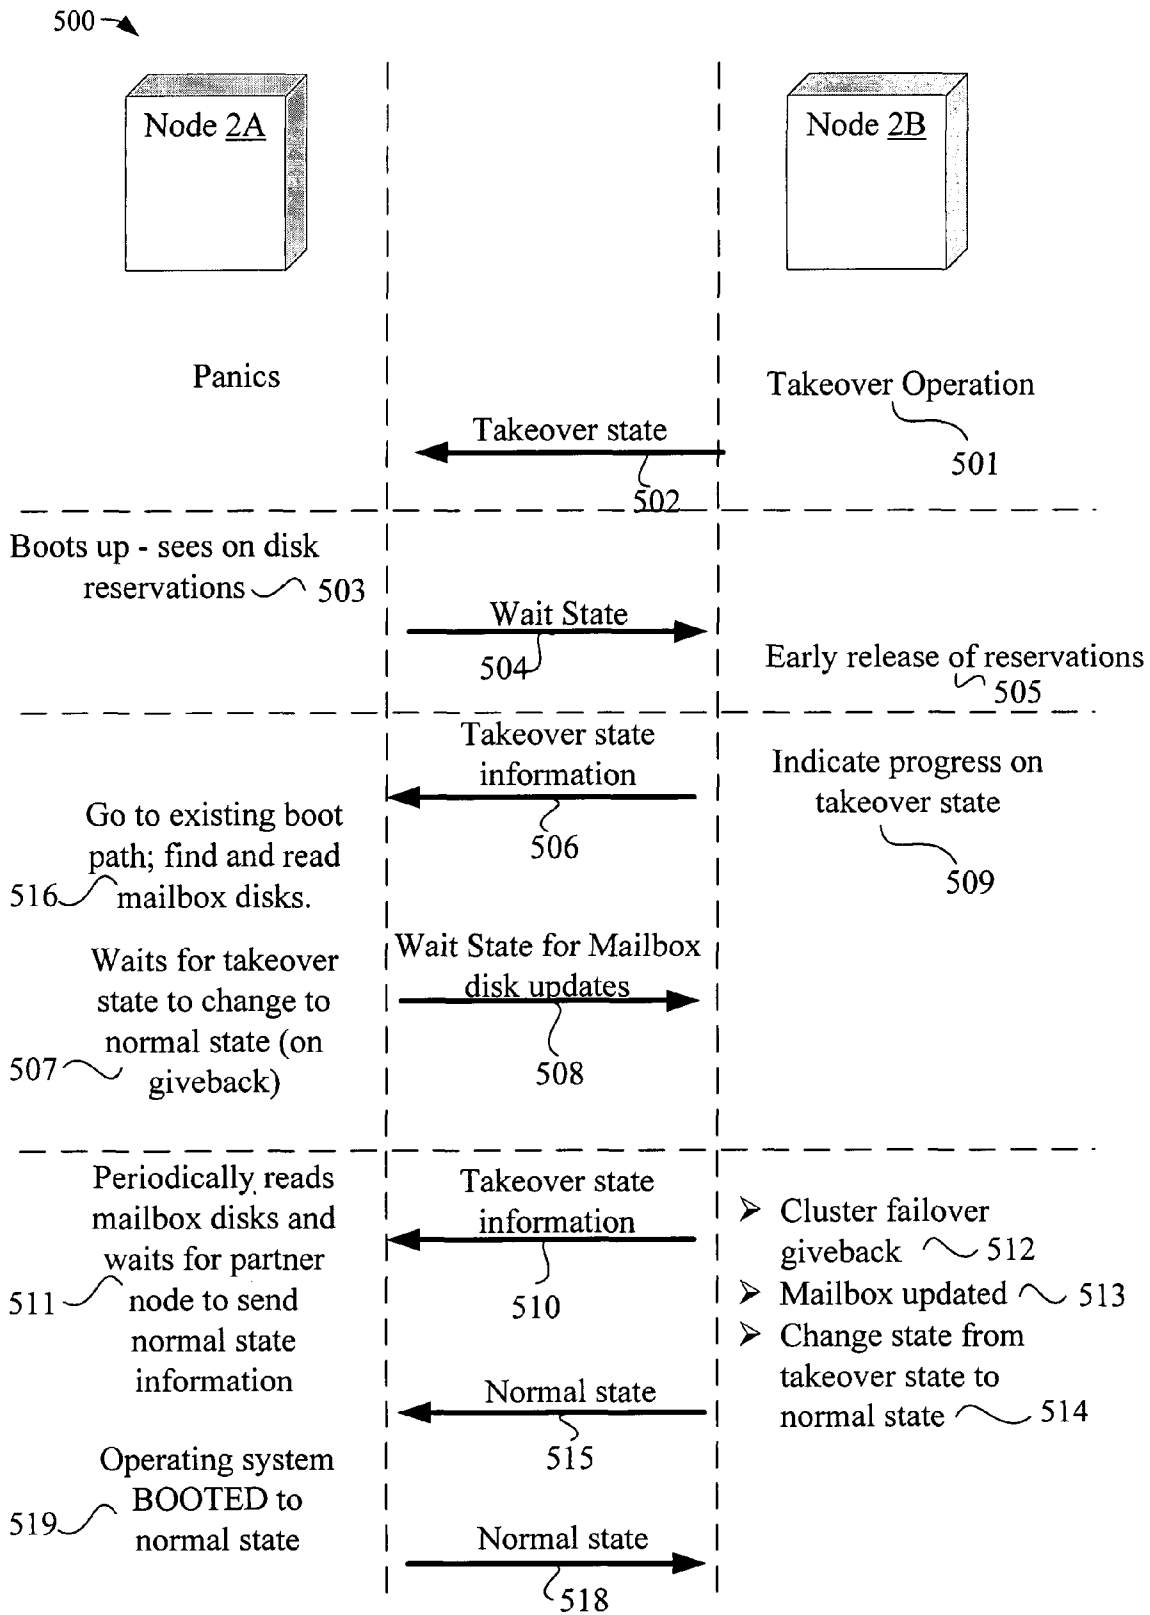 500
Node 2A
Node 2B
Panics
Takeover Operation
501
Takeover state
502
Boots up - sees on disk
reservations
503
Wait State
504
Early release of reservations
505
Takeover state
information
506
Indicate progress on
takeover state
509
Go to existing boot
path; find and read
mailbox disks.
516
Waits for takeover
state to change to
normal state (on
giveback)
507
Wait State for Mailbox
disk updates
508
Periodically reads
mailbox disks and
waits for partner
node to send
normal state
information
511
Takeover state
information
510
➢ Cluster failover
giveback
512
➢ Mailbox updated
513
➢ Change state from
takeover state to
normal state
514
Normal state
515
Operating system
BOOTED to
normal state
519
Normal state
518